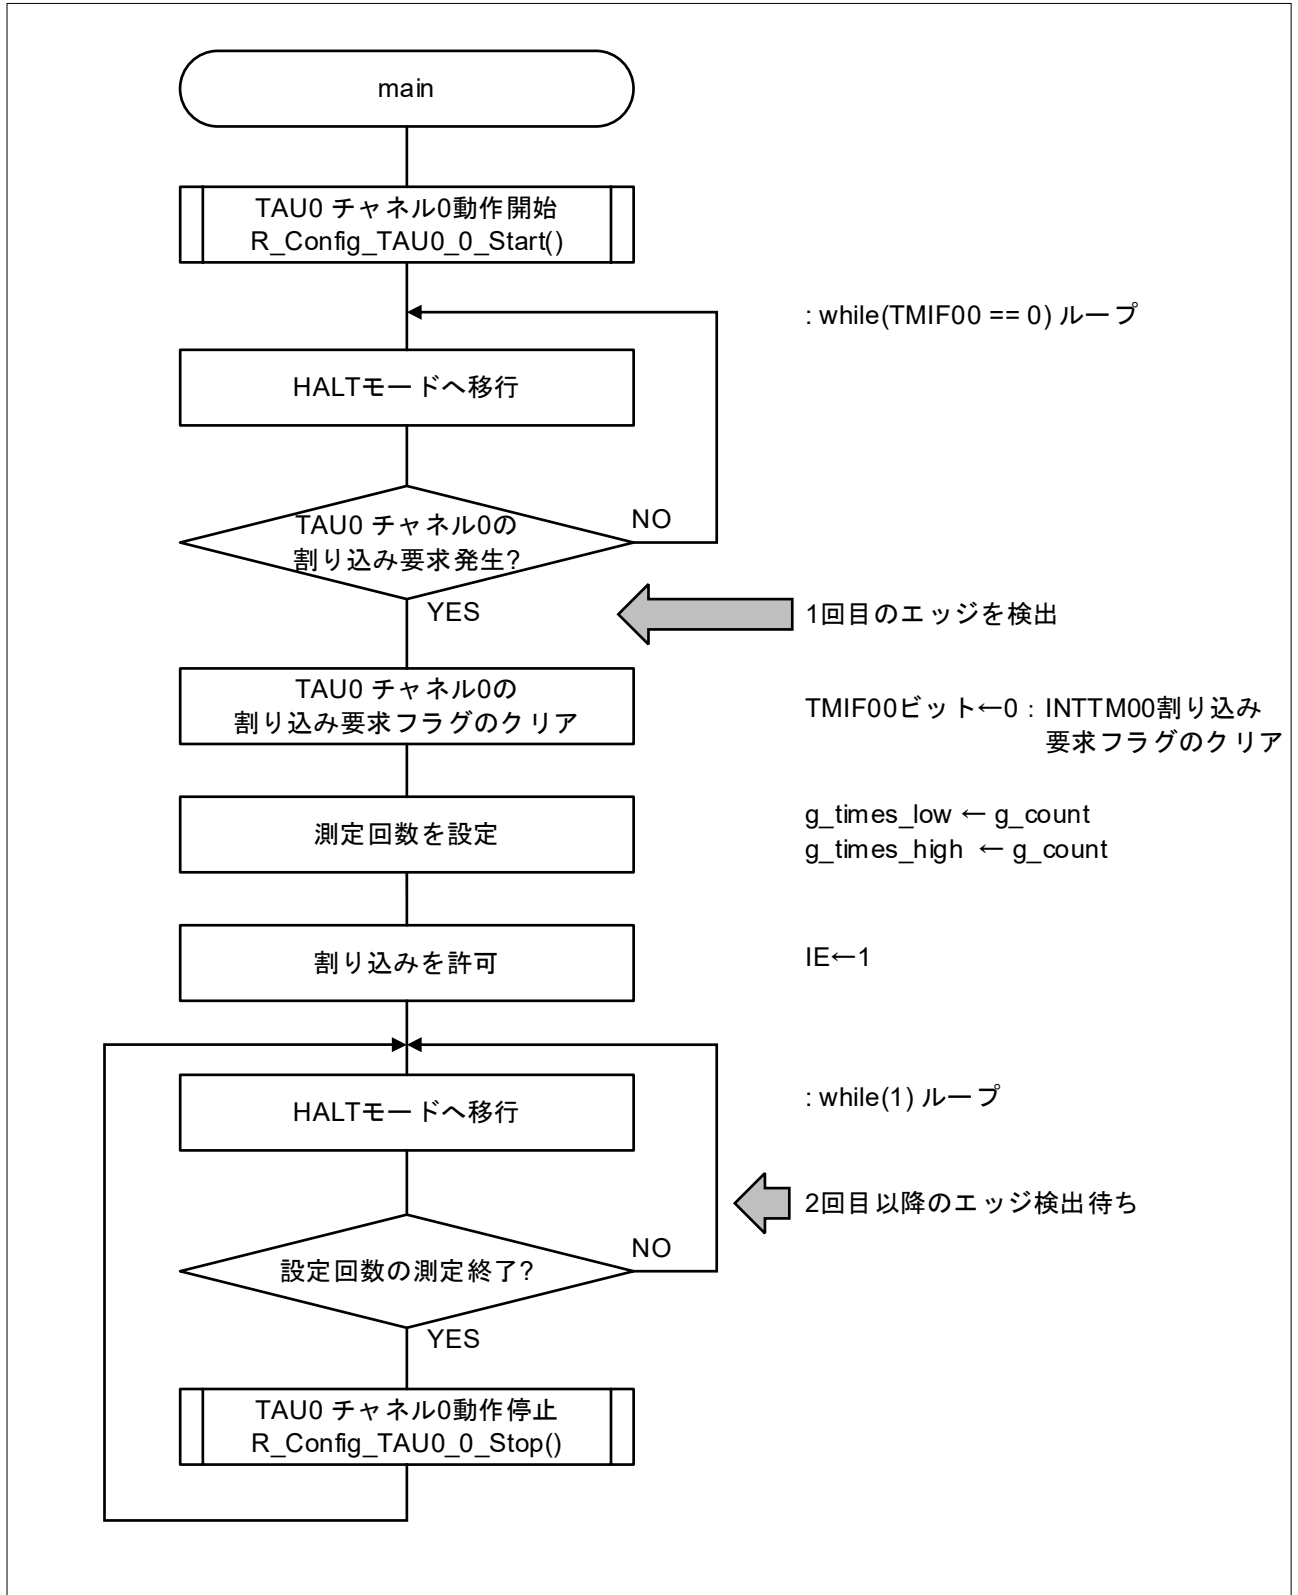 main
TAU0 チャネル0動作開始
R_Config_TAU0_0_Start()
: while(TMIF00 == 0) ループ
HALTモードへ移行
TAU0 チャネル0の
割り込み要求発生?
NO
YES
1回目のエッジを検出
TAU0 チャネル0の
割り込み要求フラグのクリア
TMIF00ビット←0：INTTM00割り込み
要求フラグのクリア
測定回数を設定
g_times_low ← g_count
g_times_high ← g_count
割り込みを許可
IE←1
HALTモードへ移行
: while(1) ループ
2回目以降のエッジ検出待ち
設定回数の測定終了?
NO
YES
TAU0 チャネル0動作停止
R_Config_TAU0_0_Stop()